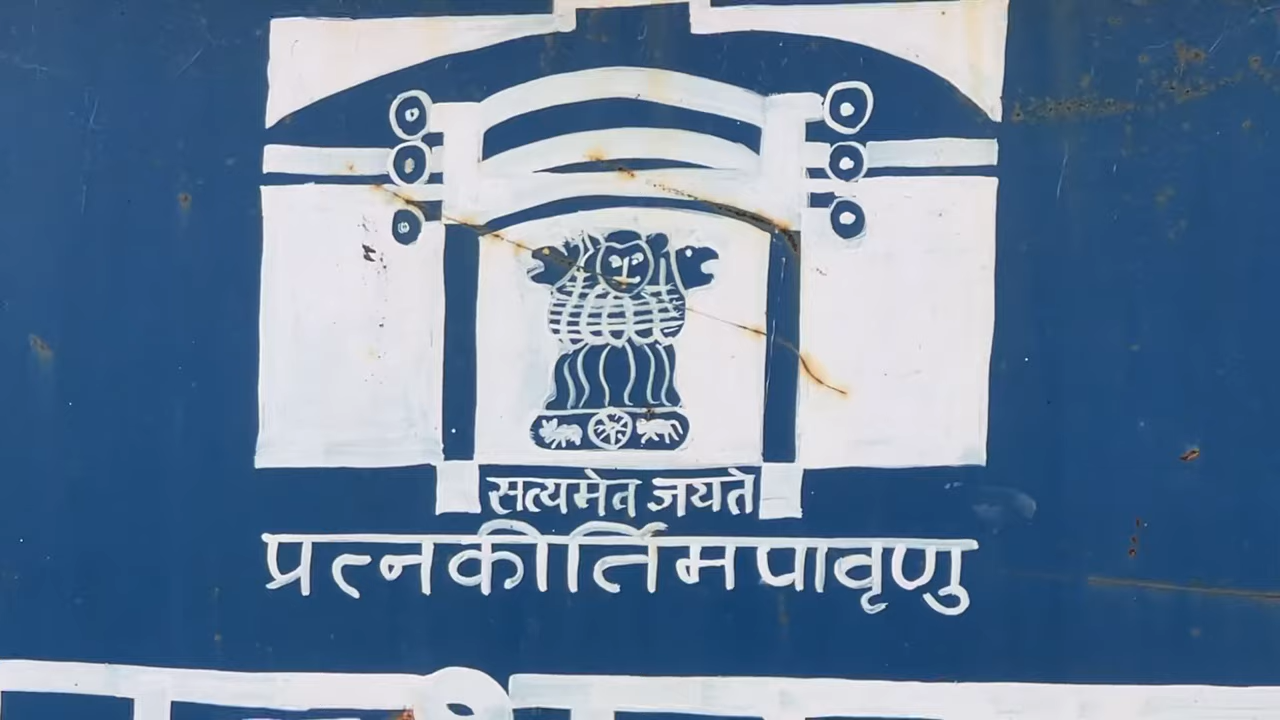 सत्यमेव जयते
प्रत्नकीर्तिमपावृणु